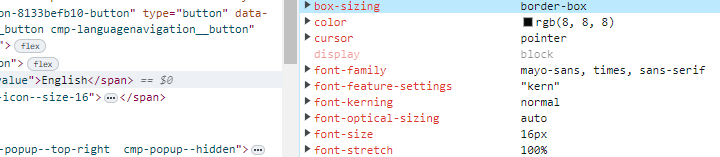 on-8133befb10-button" type="button" data-
_button cmp-languagenavigation__button"
"> flex
on"> flex
value">English</span> == $0
-icon--size-16"> … </span>
-popup--top-right cmp-popup--hidden"> …
box-sizing border-box
color rgb(8, 8, 8)
cursor pointer
display block
font-family mayo-sans, times, sans-serif
font-feature-settings "kern"
font-kerning normal
font-optical-sizing auto
font-size 16px
font-stretch 100%